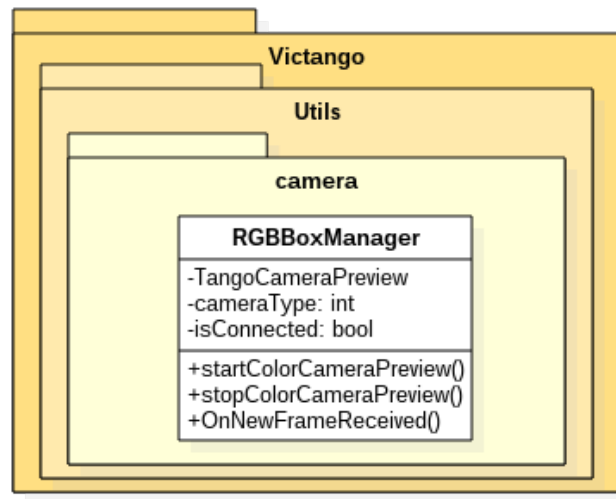 Victango
Utils
camera
RGBBoxManager
-TangoCameraPreview
-cameraType: int
-isConnected: bool
+startColorCameraPreview()
+stopColorCameraPreview()
+OnNewFrameReceived()